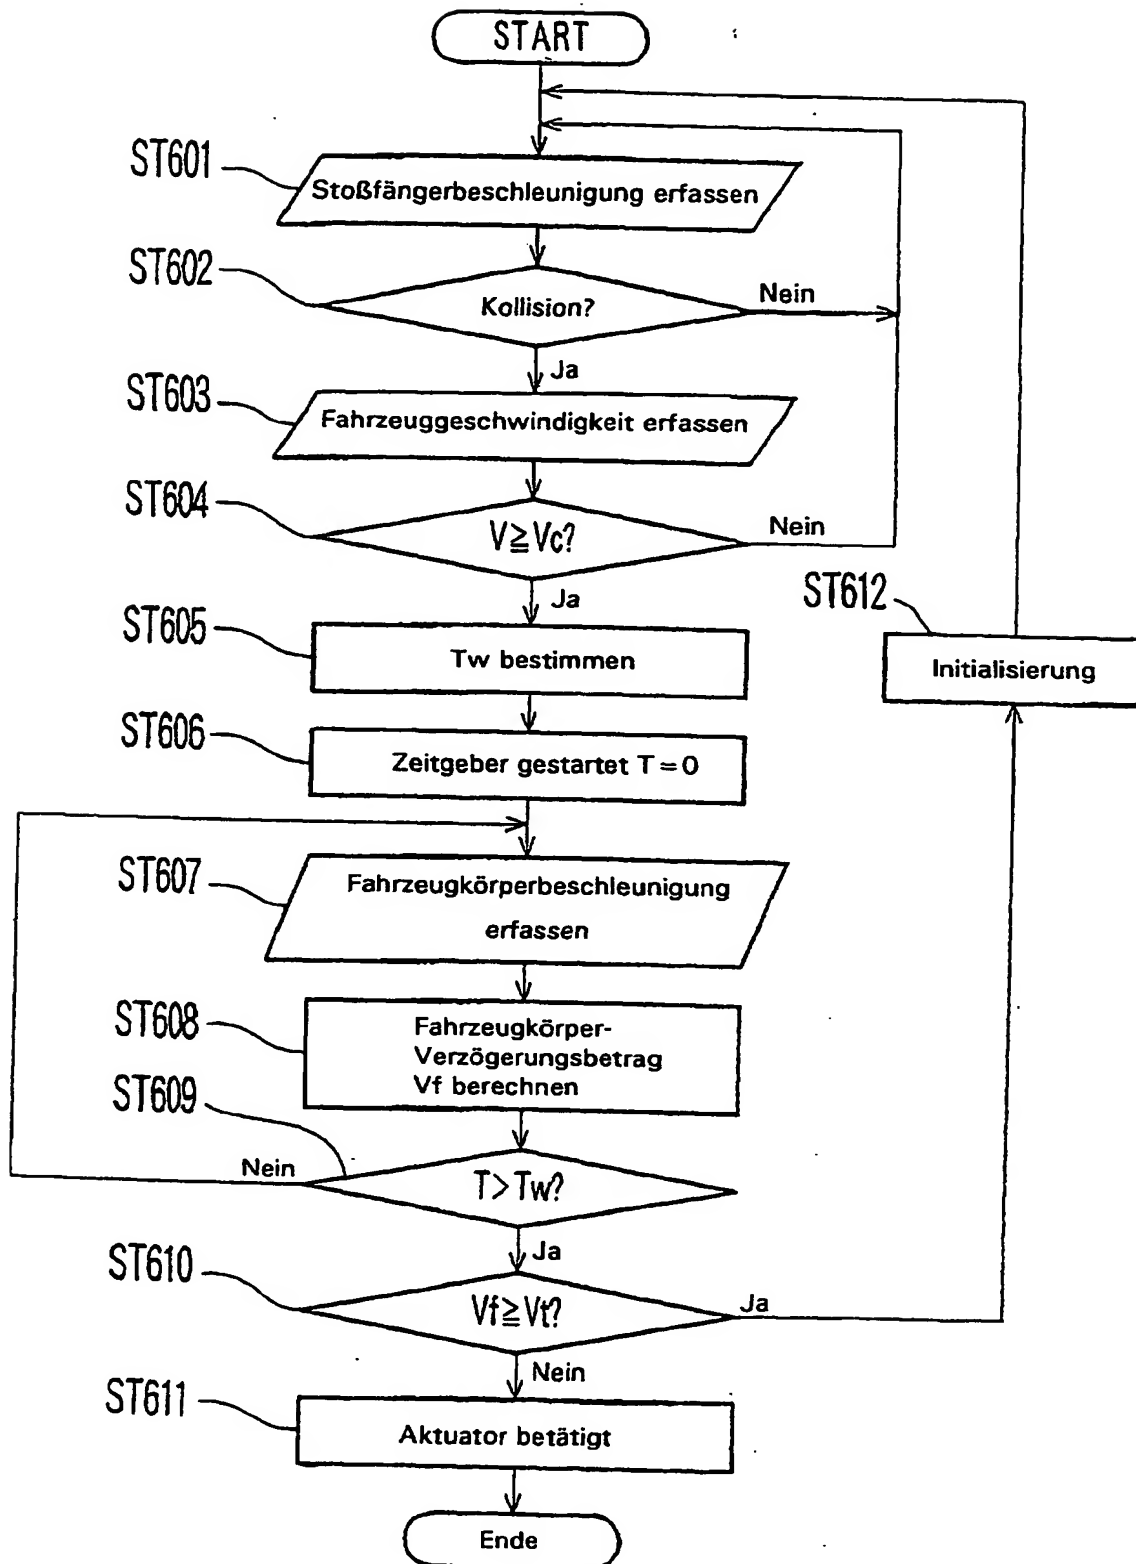 START
ST601
Stoßfängerbeschleunigung erfassen
ST602
Kollision?
Nein
Ja
ST603
Fahrzeuggeschwindigkeit erfassen
ST604
V≧Vc?
Nein
Ja
ST605
Tw bestimmen
ST612
Initialisierung
ST606
Zeitgeber gestartet T=0
ST607
Fahrzeugkörperbeschleunigung
erfassen
ST608
Fahrzeugkörper-
Verzögerungsbetrag
Vf berechnen
ST609
Nein
T>Tw?
Ja
ST610
Vf≧Vt?
Ja
Nein
ST611
Aktuator betätigt
Ende